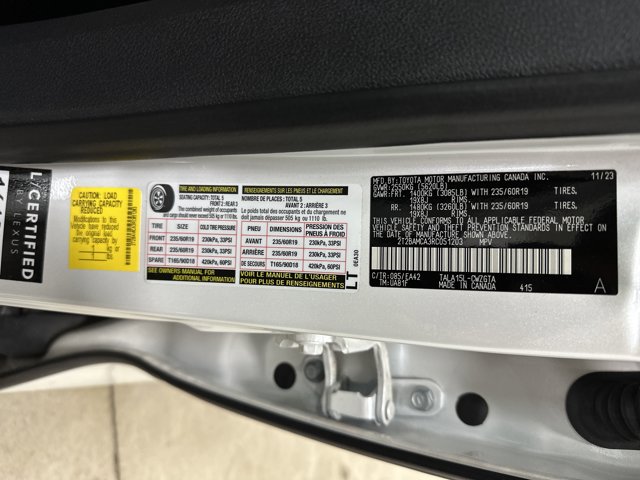 L/CERTIFIED
BY LEXUS
CAUTION: LOAD
CARRYING CAPACITY
REDUCED
Modifications to this
vehicle have reduced
the original load
carrying capacity by
TIRE AND LOADING INFORMATION
SEATING CAPACITY: TOTAL 5
FRONT 2 REAR 3
The combined weight of occupants
and cargo should never exceed 505 kg or 1110 lb.
TIRE SIZE COLD TIRE PRESSURE
FRONT 235/60R19 230kPa, 33PSI
REAR 235/60R19 230kPa, 33PSI
SPARE T165/90D18 420kPa, 60PSI
SEE OWNERS MANUAL FOR
ADDITIONAL INFORMATION
RENSEIGNEMENTS SUR LES PNEUS
NOMBRES DE PLACES: TOTAL 5
AVANT 2 / ARRIÈRE 3
Le poids total des occupants et du chargement ne
doit pas dépasser 505 kg ou 1110 lb.
PNEU DIMENSIONS PRESSION DES
PNEUS À FROID
AVANT 235/60R19 230kPa, 33PSI
ARRIÈRE 235/60R19 230kPa, 33PSI
DE SECOURS T165/90D18 420kPa, 60PSI
VOIR LE MANUEL DE L'USAGER
POUR PLUS DE RENSEIGNEMENTS
LT
0EA30
MFD.BY:TOYOTA MOTOR MANUFACTURING CANADA INC. 11/23
GVWR:2550KG (5620LB)
GAWR:FRT. 1400KG (3085LB) WITH 235/60R19 TIRES,
19X8J RIMS
RR. 1480KG (3260LB) WITH 235/60R19 TIRES,
19X8J RIMS
THIS VEHICLE CONFORMS TO ALL APPLICABLE FEDERAL MOTOR
VEHICLE SAFETY STANDARDS IN EFFECT ON
THE DATE OF MANUFACTURE SHOWN ABOVE.
2T2BAMCA3RC051203 MPV
C/TR:085/EA42 TALA15L-CWZGTA
TM:UA81F MADE IN CANADA 415
A